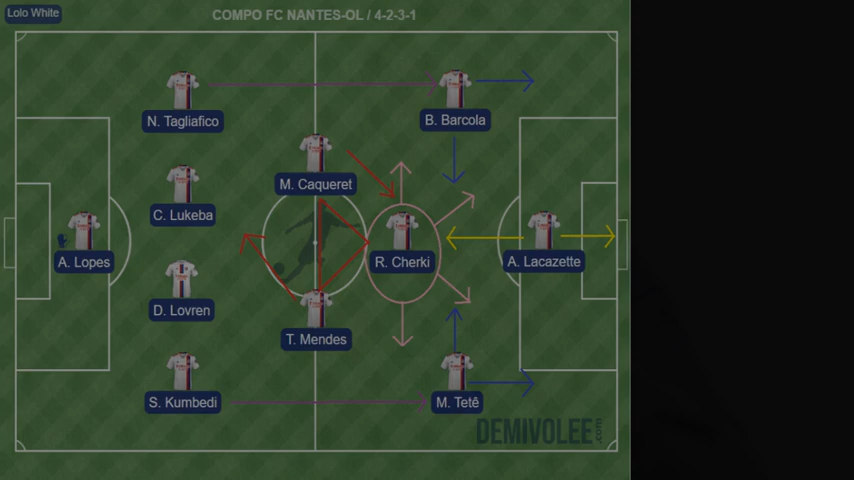 Lolo White
COMPO FC NANTES-OL / 4-2-3-1
N. Tagliafico
B. Barcola
M. Caqueret
C. Lukeba
A. Lopes
R. Cherki
A. Lacazette
D. Lovren
T. Mendes
S. Kumbedi
M. Tetê
DEMIVOLEE.com